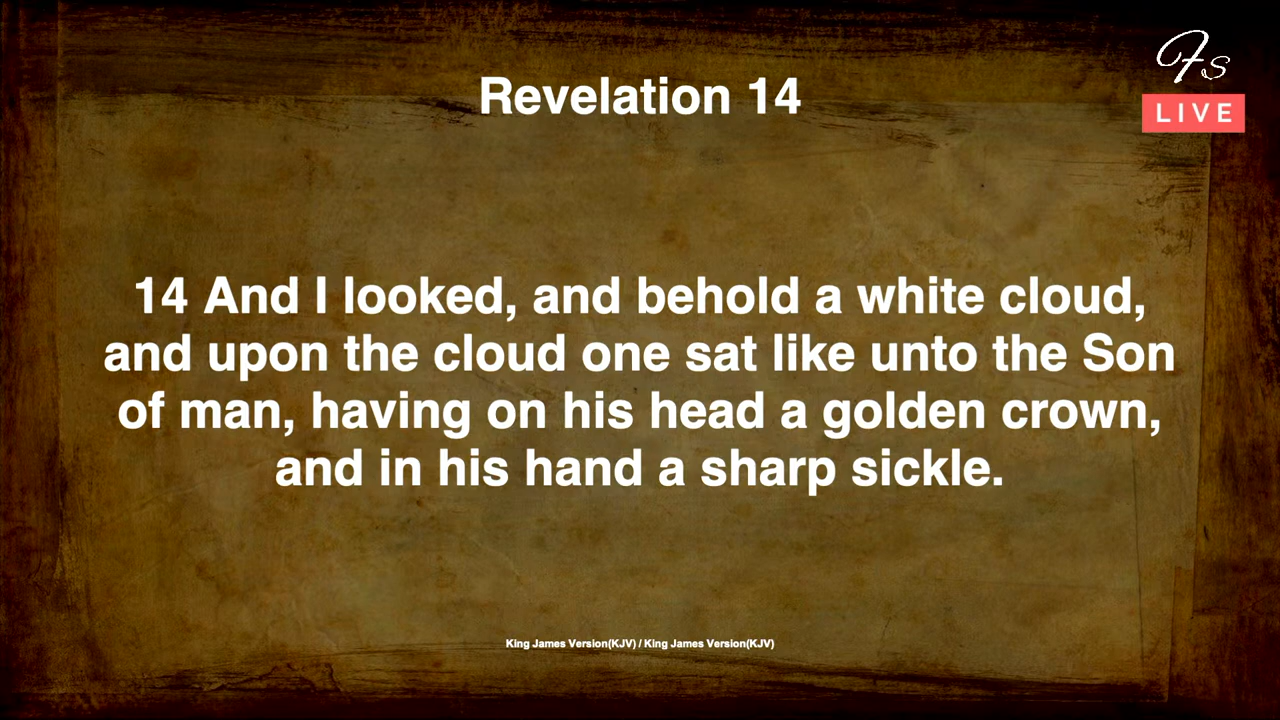 Fs
LIVE
Revelation 14
14 And I looked, and behold a white cloud,
and upon the cloud one sat like unto the Son
of man, having on his head a golden crown,
and in his hand a sharp sickle.
King James Version(KJV) / King James Version(KJV)